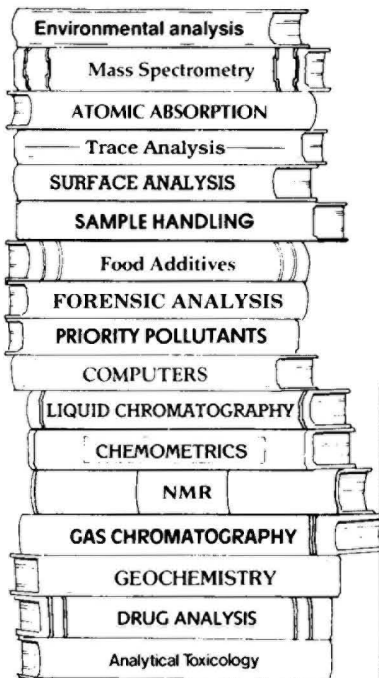 Environmental analysis
Mass Spectrometry
ATOMIC ABSORPTION
Trace Analysis
SURFACE ANALYSIS
SAMPLE HANDLING
Food Additives
FORENSIC ANALYSIS
PRIORITY POLLUTANTS
COMPUTERS
LIQUID CHROMATOGRAPHY
CHEMOMETRICS
NMR
GAS CHROMATOGRAPHY
GEOCHEMISTRY
DRUG ANALYSIS
Analytical Toxicology